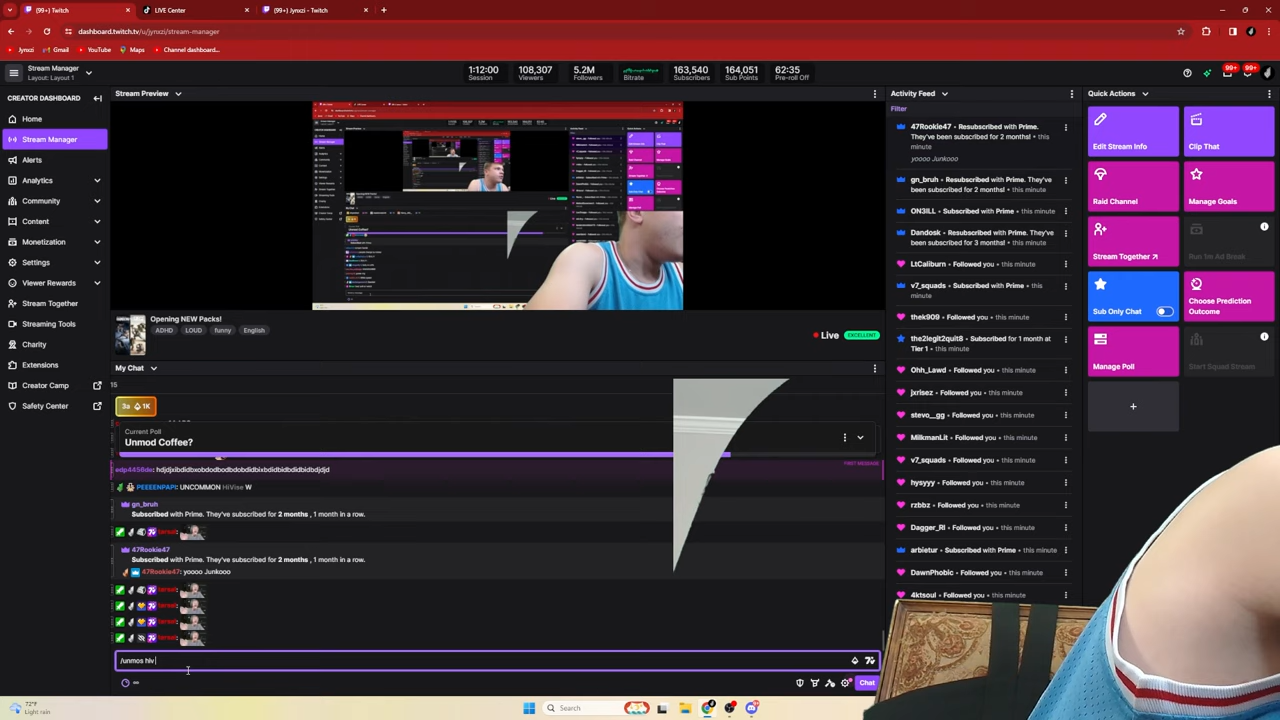 (99+) Twitch
LIVE Center
(99+) Jynxzi - Twitch
dashboard.twitch.tv/u/jynxzi/stream-manager
Jynxzi
Gmail
YouTube
Maps
Channel dashboard...
Stream Manager
Layout: Layout 1
1:12:00
Session
108,307
Viewers
5.2M
Followers
Bitrate
163,540
Subscribers
164,051
Sub Points
62:35
Pre-roll Off
99+
99+
CREATOR DASHBOARD
Home
Stream Manager
Alerts
Analytics
Community
Content
Monetization
Settings
Viewer Rewards
Stream Together
Streaming Tools
Charity
Extensions
Creator Camp
Safety Center
Stream Preview
Opening NEW Packs!
ADHD
LOUD
funny
English
Live
EXCELLENT
My Chat
15
1K
Current Poll
Unmod Coffee?
FIRST MESSAGE
PEEEENPAPI: UNCOMMON HiVise W
gn_bruh
Subscribed with Prime. They've subscribed for 2 months , 1 month in a row.
47Rookie47
Subscribed with Prime. They've subscribed for 2 months , 1 month in a row.
47Rookie47: yoooo Junkooo
/unmos hiv
Chat
Activity Feed
Filter
47Rookie47 • Resubscribed with Prime.
They've been subscribed for 2 months! • this
minute
yoooo Junkooo
gn_bruh • Resubscribed with Prime. They've
been subscribed for 2 months! • this minute
ON3ILL • Subscribed with Prime • this minute
Dandosk • Resubscribed with Prime. They've
been subscribed for 3 months! • this minute
LtCaliburn • Followed you • this minute
v7_squads • Subscribed with Prime • this
minute
thek909 • Followed you • this minute
the2legit2quit8 • Subscribed for 1 month at
Tier 1 • this minute
Ohh_Lawd • Followed you • this minute
jxrisez • Followed you • this minute
stevo__gg • Followed you • this minute
MilkmanLit • Followed you • this minute
v7_squads • Followed you • this minute
hysyyy • Followed you • this minute
rzbbz • Followed you • this minute
Dagger_RI • Followed you • this minute
arbietur • Subscribed with Prime • this minute
DawnPhobic • Followed you • this minute
4ktsoul • Followed you • this minute
Quick Actions
Edit Stream Info
Clip That
Raid Channel
Manage Goals
Stream Together
Run 1m Ad Break
Sub Only Chat
Choose Prediction
Outcome
Manage Poll
Start Squad Stream
72°F
Light rain
Search